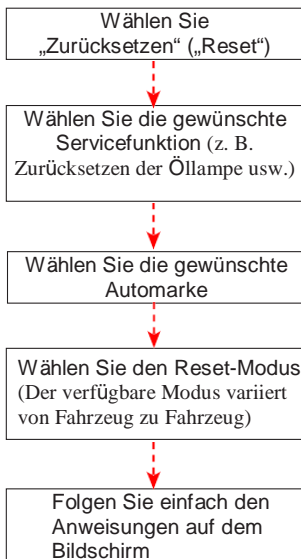 Wählen Sie
„Zurücksetzen“ („Reset“)
Wählen Sie die gewünschte
Servicefunktion (z. B.
Zurücksetzen der Öllampe usw.)
Wählen Sie die gewünschte
Automarke
Wählen Sie den Reset-Modus
(Der verfügbare Modus variiert
von Fahrzeug zu Fahrzeug)
Folgen Sie einfach den
Anweisungen auf dem
Bildschirm